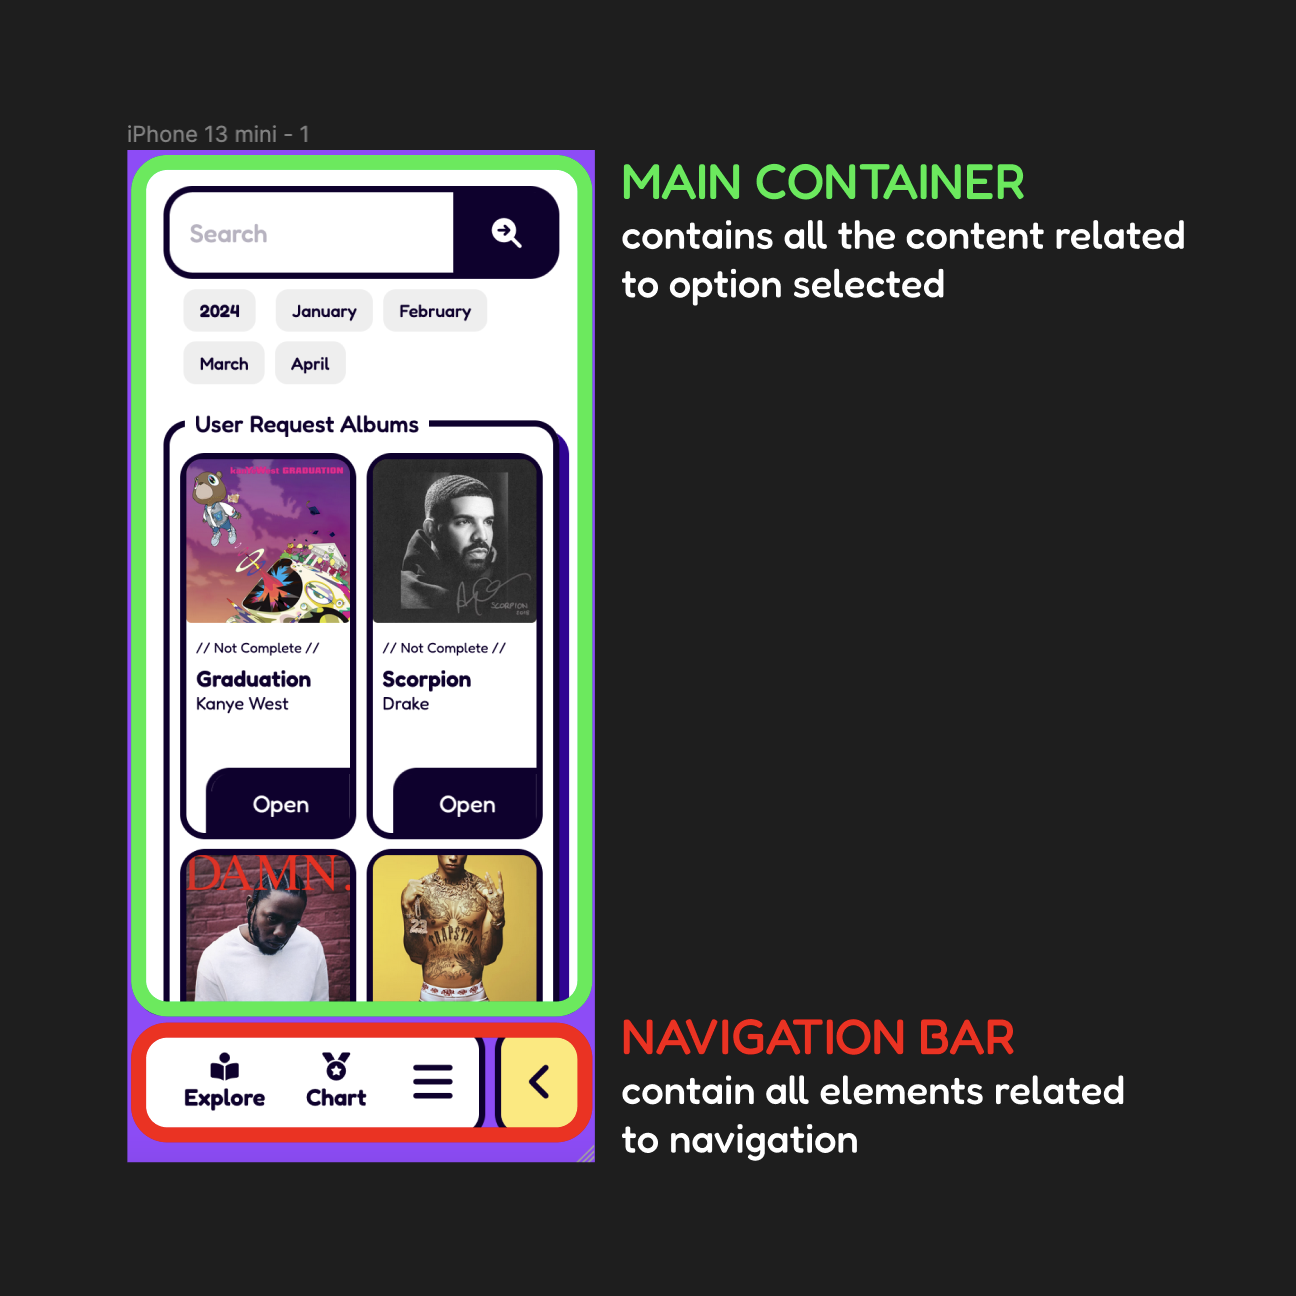 iPhone 13 mini - 1
MAIN CONTAINER
contains all the content related
to option selected
Search
2024 January February
March April
User Request Albums
GRADUATION
SCORPION
// Not Complete // // Not Complete //
Graduation Scorpion
Kanye West Drake
Open Open
DAMN.
23
TRAPSTAR
Explore Chart
NAVIGATION BAR
contain all elements related
to navigation